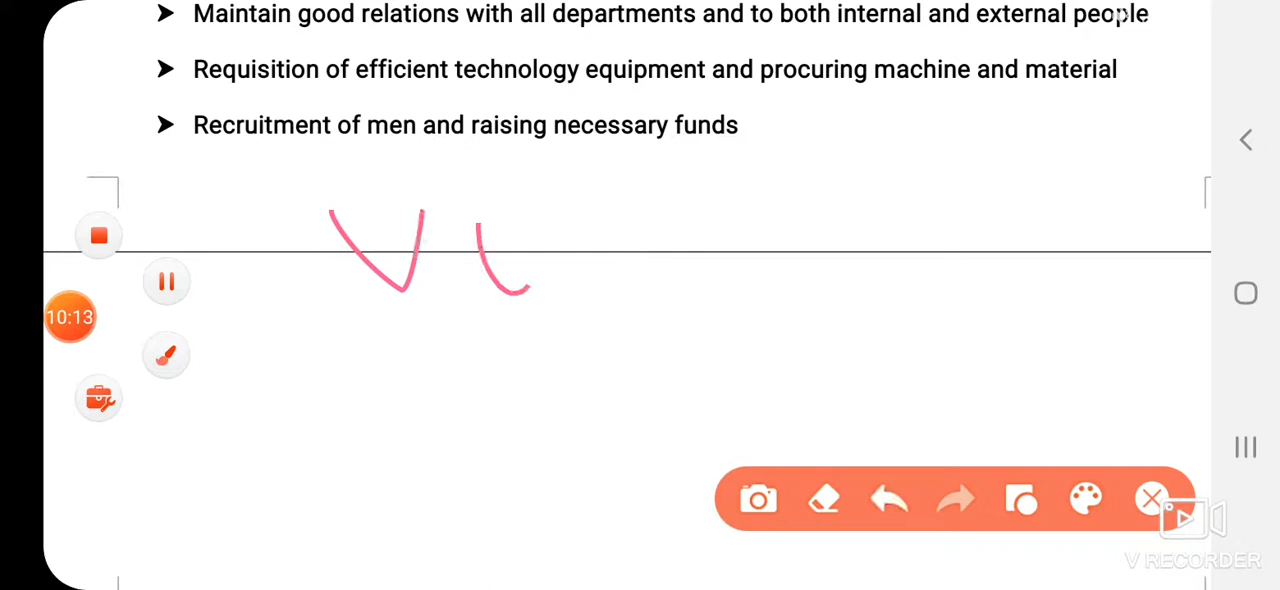 ➤ Maintain good relations with all departments and to both internal and external people
➤ Requisition of efficient technology equipment and procuring machine and material
➤ Recruitment of men and raising necessary funds
10:13
V RECORDER